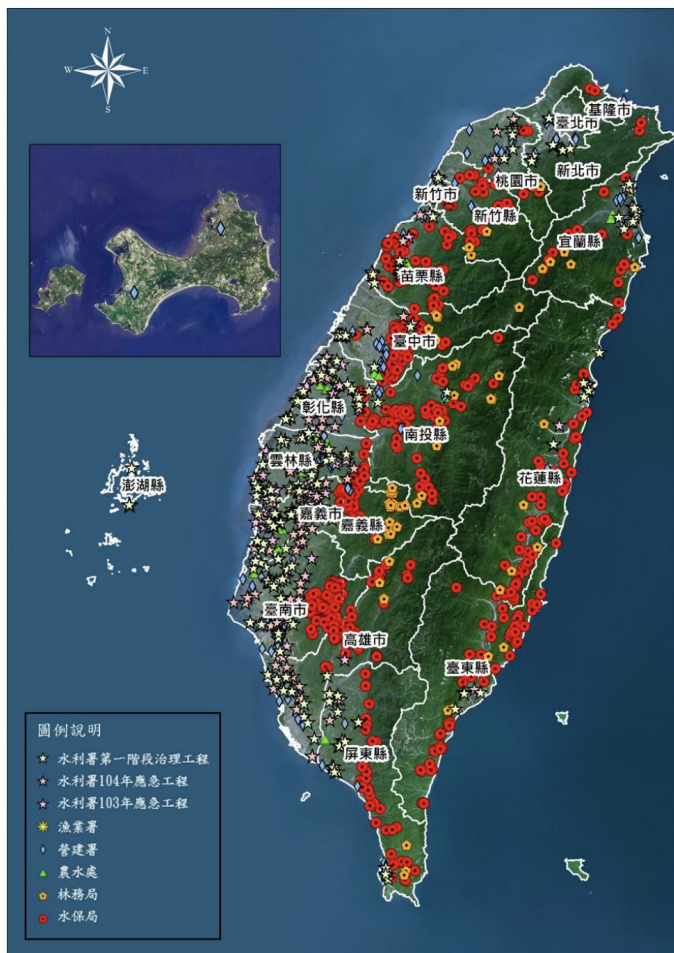 N
W
E
S
基隆市
臺北市
新北市
桃園市
新竹市
新竹縣
宜蘭縣
苗栗縣
臺中市
彰化縣
南投縣
花蓮縣
雲林縣
澎湖縣
嘉義市
嘉義縣
臺南市
高雄市
臺東縣
屏東縣
圖例說明
水利署第一階段治理工程
水利署104年應急工程
水利署103年應急工程
漁業署
營建署
農水處
林務局
水保局